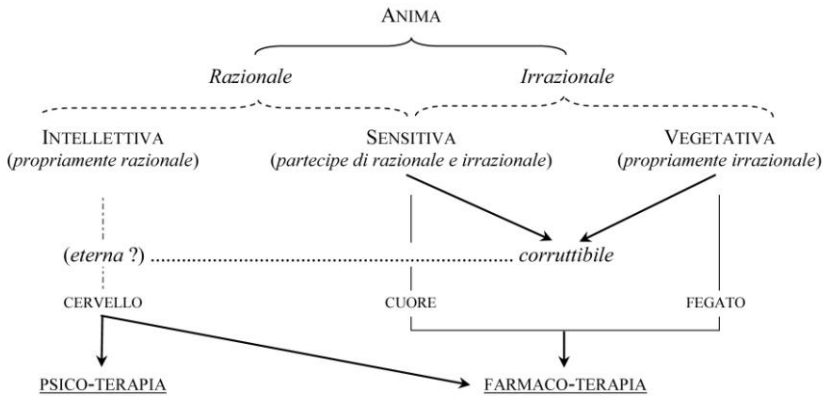 ANIMA
Razionale Irrazionale
INTELLETTIVA SENSITIVA VEGETATIVA
(propriamente razionale) (partecipe di razionale e irrazionale) (propriamente irrazionale)
(eterna ?) ........................................................ corruttibile
CERVELLO CUORE FEGATO
PSICO-TERAPIA FARMACO-TERAPIA